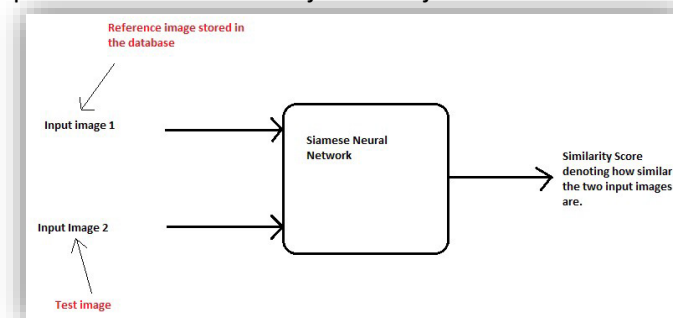 Reference image stored in
the database
Input image 1
Siamese Neural
Network
Similarity Score
denoting how similar
the two input images
are.
Input Image 2
Test image